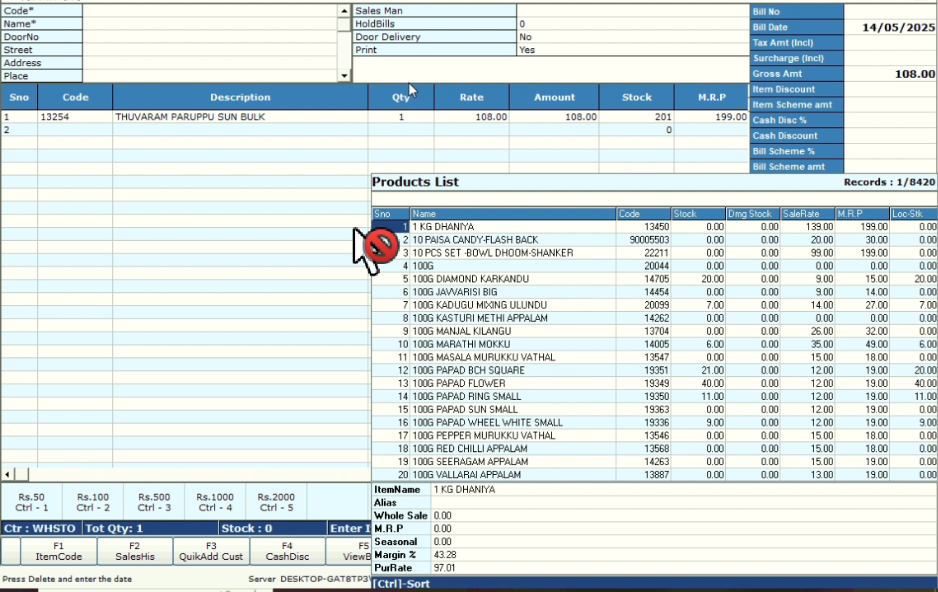 Code* Sales Man Bill No
Name* HoldBills 0 Bill Date 14/05/2025
DoorNo Door Delivery No Tax Amt (Incl)
Street Print Yes Surcharge (Incl)
Address
Place Gross Amt 108.00
Item Discount
Sno Code Description Qty Rate Amount Stock M.R.P Item Scheme amt
1 13254 THUVARAM PARUPPU SUN BULK 1 108.00 108.00 201 199.00 Cash Disc %
2 0 Cash Discount
Bill Scheme %
Bill Scheme amt
Products List Records : 1/8420
Sno Name Code Stock Dmg Stock SaleRate M.R.P Loc-Stk
1 1 KG DHANIYA 13450 0.00 0.00 139.00 199.00 0.00
2 10 PAISA CANDY-FLASH BACK 90005503 0.00 0.00 20.00 30.00 0.00
3 10 PCS SET -BOWL DHOOM-SHANKER 22211 0.00 0.00 99.00 199.00 0.00
4 100G 20044 0.00 0.00 0.00 0.00 0.00
5 100G DIAMOND KARKANDU 14705 20.00 0.00 9.00 15.00 20.00
6 100G JAVVARISI BIG 14454 0.00 0.00 9.00 14.00 0.00
7 100G KADUGU MIXING ULUNDU 20099 7.00 0.00 14.00 27.00 7.00
8 100G KASTURI METHI APPALAM 14262 0.00 0.00 0.00 0.00 0.00
9 100G MANJAL KILANGU 13704 0.00 0.00 26.00 32.00 0.00
10 100G MARATHI MOKKU 14005 6.00 0.00 35.00 49.00 6.00
11 100G MASALA MURUKKU VATHAL 13547 0.00 0.00 15.00 18.00 0.00
12 100G PAPAD BCH SQUARE 19351 21.00 0.00 12.00 19.00 20.00
13 100G PAPAD FLOWER 19349 40.00 0.00 12.00 19.00 40.00
14 100G PAPAD RING SMALL 19350 11.00 0.00 12.00 19.00 11.00
15 100G PAPAD SUN SMALL 19363 0.00 0.00 12.00 19.00 0.00
16 100G PAPAD WHEEL WHITE SMALL 19336 9.00 0.00 12.00 19.00 9.00
17 100G PEPPER MURUKKU VATHAL 13546 0.00 0.00 15.00 18.00 0.00
18 100G RED CHILLI APPALAM 13568 0.00 0.00 15.00 18.00 0.00
19 100G SEERAGAM APPALAM 14263 0.00 0.00 15.00 18.00 0.00
20 100G VALLARAI APPALAM 13887 0.00 0.00 13.00 19.00 0.00
ItemName 1 KG DHANIYA
Alias
Whole Sale 0.00
M.R.P 0.00
Seasonal 0.00
Margin % 43.28
PurRate 97.01
[Ctrl]-Sort
Rs.50 Rs.100 Rs.500 Rs.1000 Rs.2000
Ctrl - 1 Ctrl - 2 Ctrl - 3 Ctrl - 4 Ctrl - 5
Ctr : WHSTO Tot Qty: 1 Stock : 0 Enter I
F1 F2 F3 F4 F5
ItemCode SalesHis QuikAdd Cust CashDisc ViewB
Press Delete and enter the date Server DESKTOP-GAT8TP3